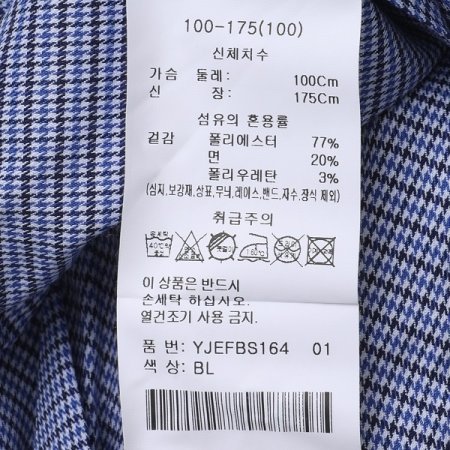 100-175(100)
신체치수
가슴 둘레: 100Cm
신 장: 175Cm
섬유의 혼용률
겉감 폴리에스터 77%
면 20%
폴리우레탄 3%
(심지,보강재,상표,무늬,레이스,밴드,자수,장식 제외)
취급주의
40℃
이 상품은 반드시
손세탁 하십시오.
열건조기 사용 금지.
품 번: YJEFBS164 01
색 상: BL